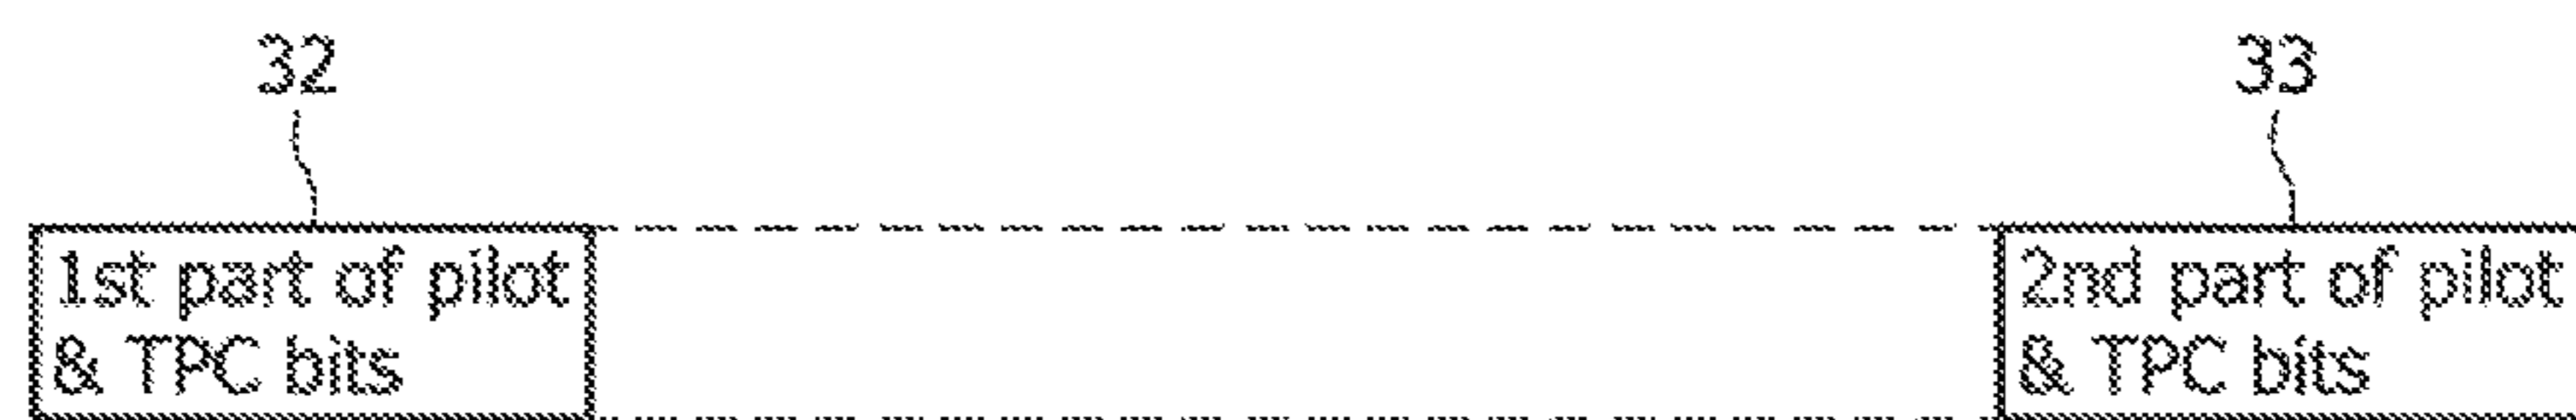 32
33
1st part of pilot
& TPC bits
2nd part of pilot
& TPC bits